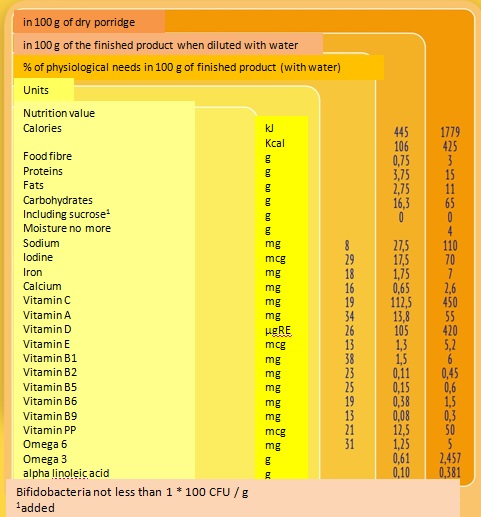 in 100 g of dry porridge
in 100 g of the finished product when diluted with water
% of physiological needs in 100 g of finished product (with water)
Units
Nutrition value
Calories kJ 445 1779
Kcal 106 425
Food fibre g 0,75 3
Proteins g 3,75 15
Fats g 2,75 11
Carbohydrates g 16,3 65
Including sucrose¹ g 0 0
Moisture no more g 4
Sodium mg 8 27,5 110
Iodine mcg 29 17,5 70
Iron mg 18 1,75 7
Calcium mg 16 0,65 2,6
Vitamin C mg 19 112,5 450
Vitamin A mg 34 13,8 55
Vitamin D µgRE 26 105 420
Vitamin E mcg 13 1,3 5,2
Vitamin B1 mg 38 1,5 6
Vitamin B2 mg 23 0,11 0,45
Vitamin B5 mg 25 0,15 0,6
Vitamin B6 mg 19 0,38 1,5
Vitamin B9 mg 13 0,08 0,3
Vitamin PP mcg 21 12,5 50
Omega 6 mg 31 1,25 5
Omega 3 g 0,61 2,457
alpha linoleic acid g 0,10 0,381
Bifidobacteria not less than 1 * 100 CFU / g
¹added